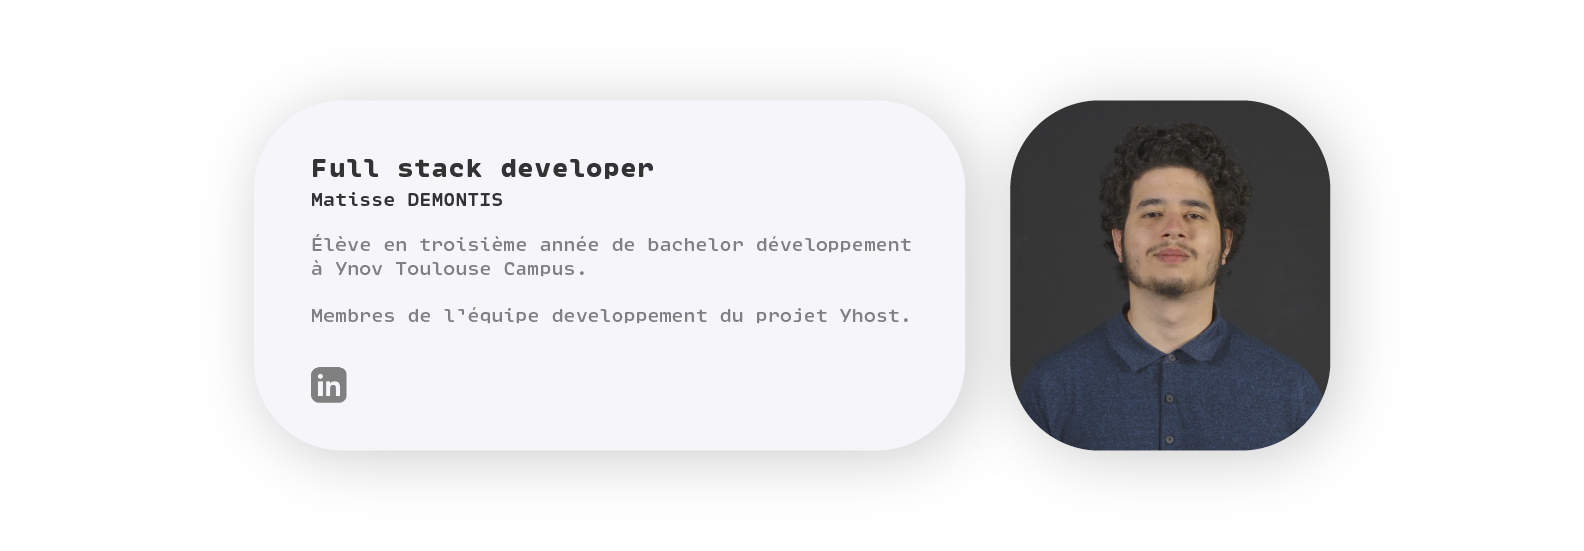 Full stack developer
Matisse DEMONTIS
Élève en troisième année de bachelor développement
à Ynov Toulouse Campus.
Membres de l'équipe developpement du projet Yhost.
in